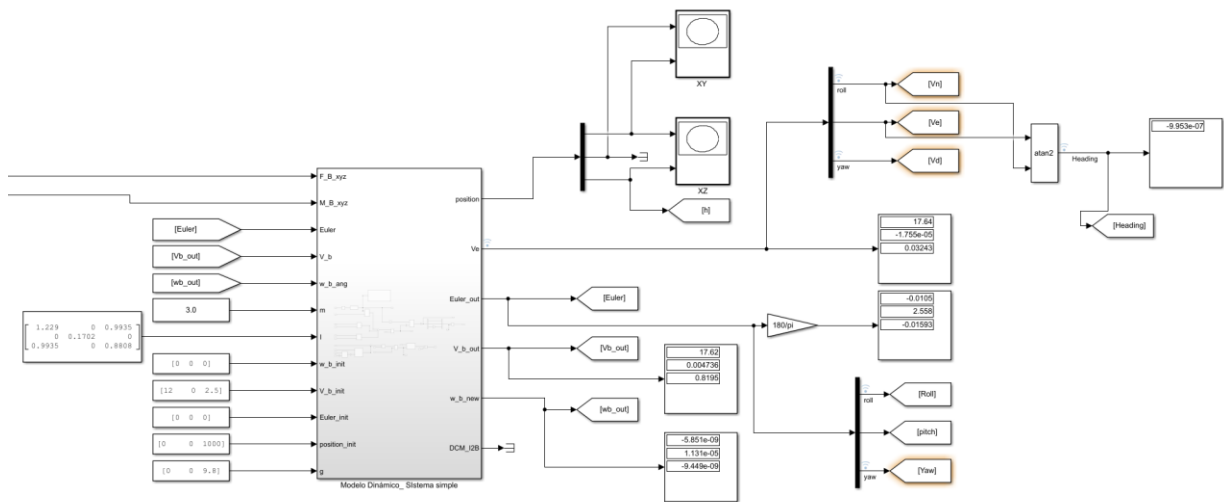 XY
XZ
[h]
F_B_xyz
M_B_xyz
Euler
V_b
w_b_ang
m
I
w_b_init
V_b_init
Euler_init
position_init
g
position
Ve
Euler_out
V_b_out
w_b_new
DCM_I2B
Modelo Dinámico_ SIstema simple
[Euler]
[Vb_out]
[wb_out]
3.0
1.229 0 0.9935
0 0.1702 0
0.9935 0 0.8808
[0 0 0]
[12 0 2.5]
[0 0 0]
[0 0 1000]
[0 0 9.8]
roll
yaw
[Vn]
[Ve]
[Vd]
atan2
Heading
-9.953e-07
[Heading]
17.64
-1.755e-05
0.03243
[Euler]
180/pi
-0.0105
2.558
-0.01593
[Vb_out]
17.62
0.004736
0.8195
[wb_out]
-5.851e-09
1.131e-05
-9.449e-09
roll
yaw
[Roll]
[pitch]
[Yaw]